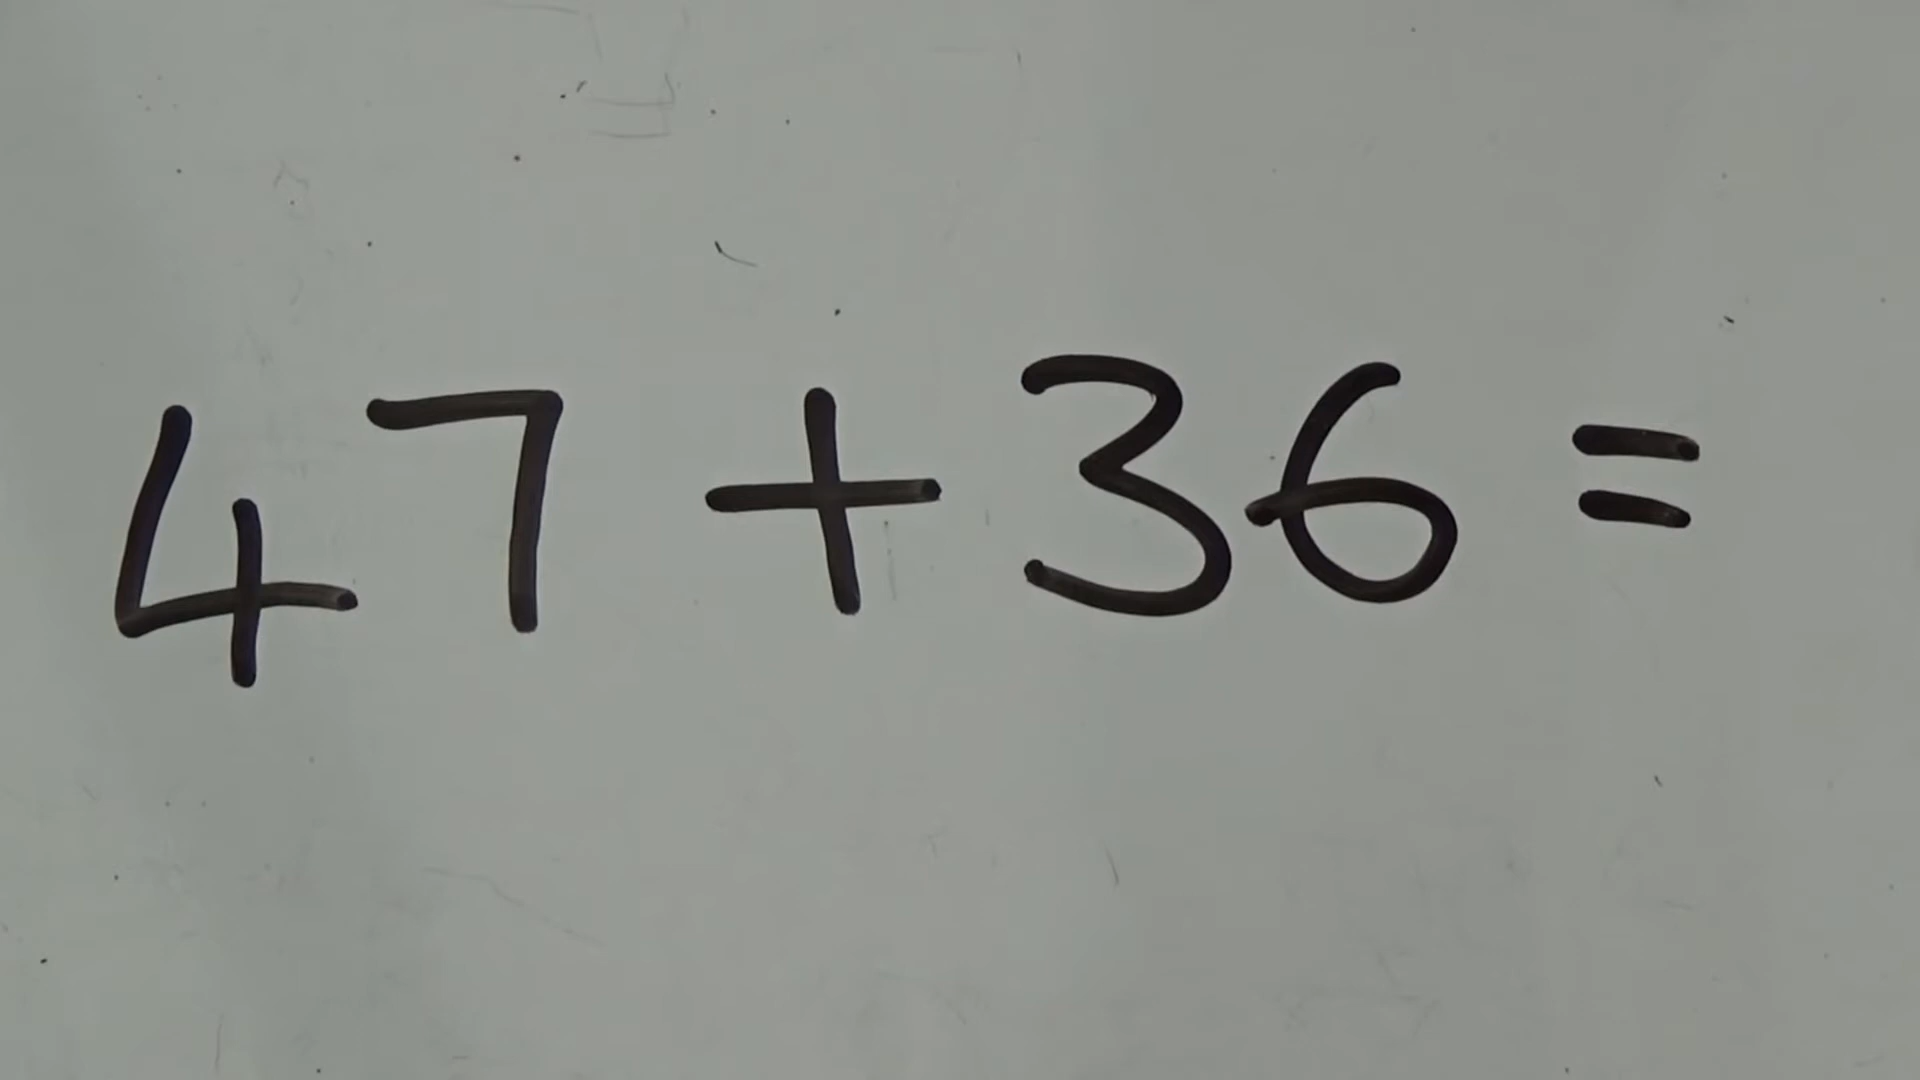 47 + 36 =